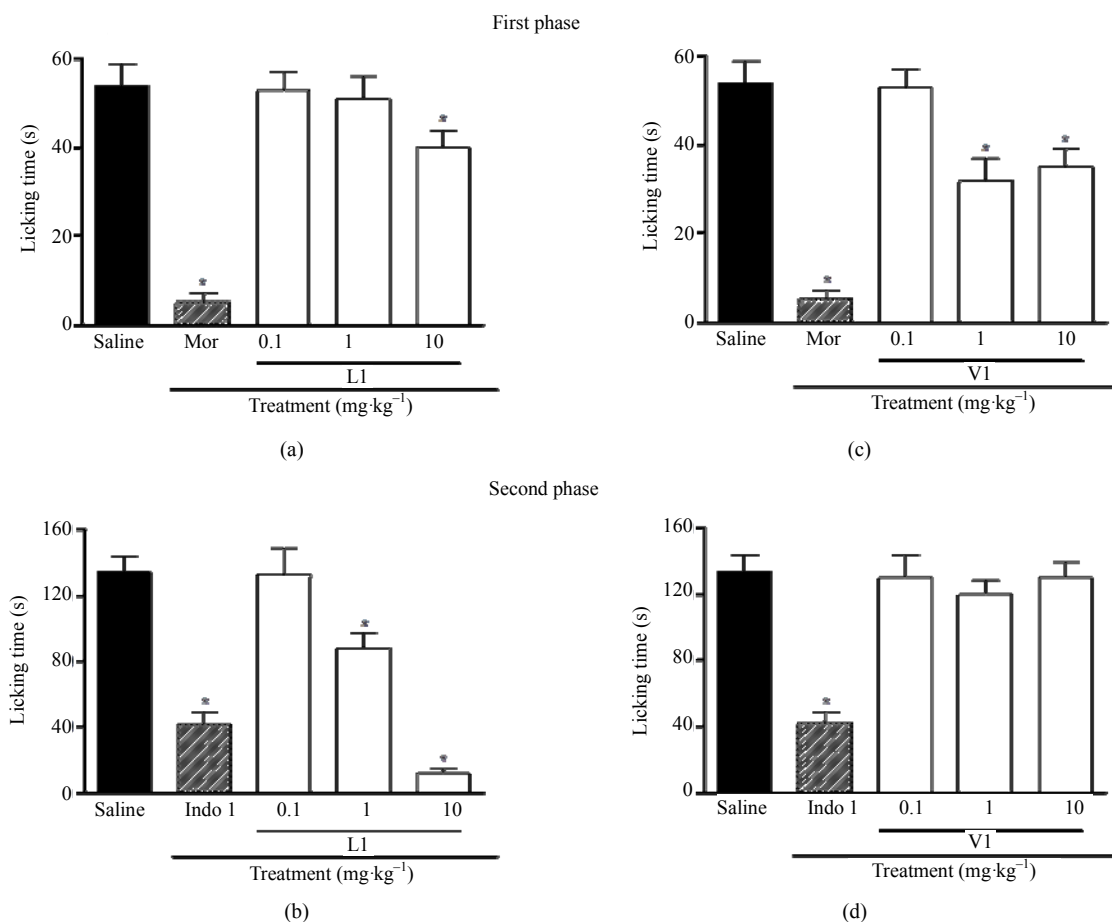 First phase
60
40
20
0
Licking time (s)
*
*
Saline Mor 0.1 1 10
L1
Treatment (mg·kg⁻¹)
(a)
60
40
20
0
Licking time (s)
*
*
*
Saline Mor 0.1 1 10
V1
Treatment (mg·kg⁻¹)
(c)
Second phase
160
120
80
40
0
Licking time (s)
*
*
*
Saline Indo 1 0.1 1 10
L1
Treatment (mg·kg⁻¹)
(b)
160
120
80
40
0
Licking time (s)
*
Saline Indo 1 0.1 1 10
V1
Treatment (mg·kg⁻¹)
(d)